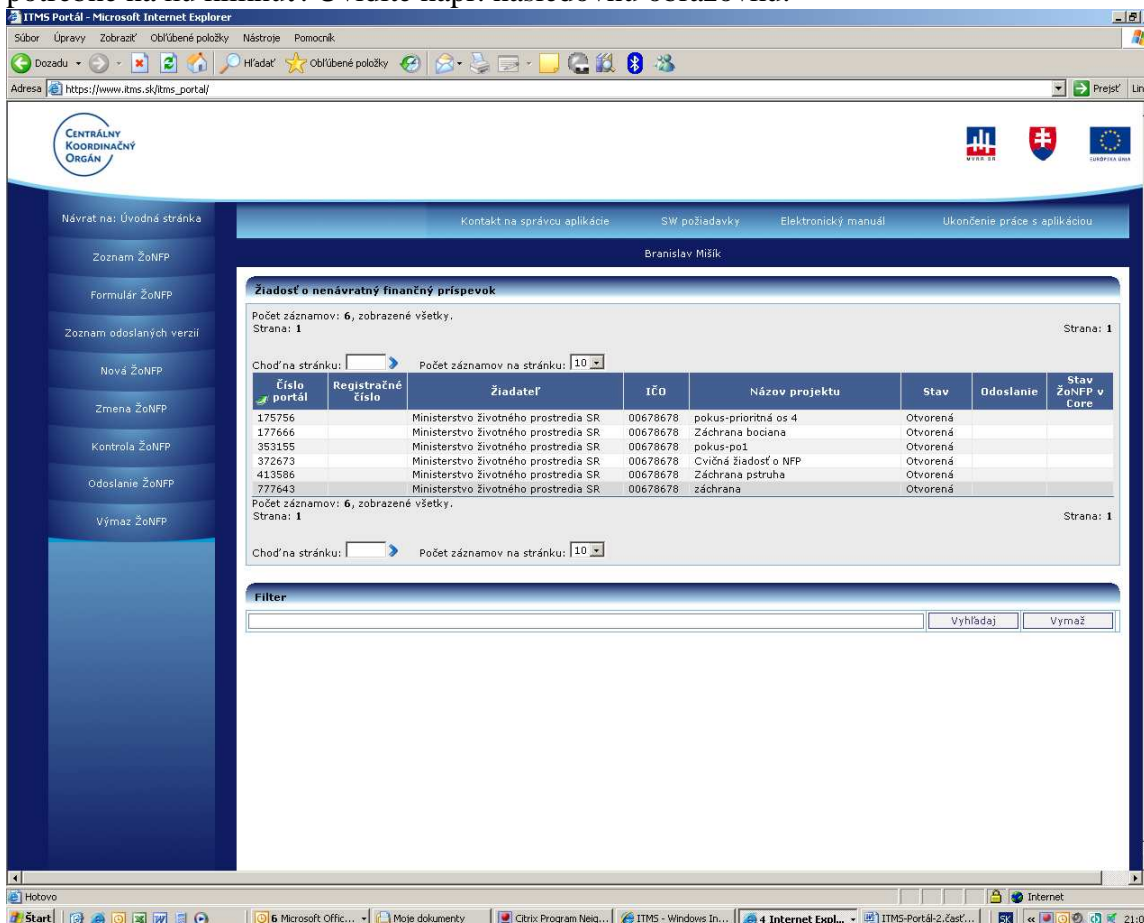 ITMS Portál - Microsoft Internet Explorer
Súbor Úpravy Zobraziť Obľúbené položky Nástroje Pomocník
Dozadu Hľadať Obľúbené položky
Adresa https://www.itms.sk/itms_portal/ Prejsť Lin
CENTRÁLNY
KOORDINAČNÝ
ORGÁN
MVRR SR EURÓPSKA ÚNIA
Návrat na: Úvodná stránka
Kontakt na správcu aplikácie SW požiadavky Elektronický manuál Ukončenie práce s aplikáciou
Branislav Mišík
Zoznam ŽoNFP
Formulár ŽoNFP
Zoznam odoslaných verzií
Nová ŽoNFP
Zmena ŽoNFP
Kontrola ŽoNFP
Odoslanie ŽoNFP
Výmaz ŽoNFP
Žiadosť o nenávratný finančný príspevok
Počet záznamov: 6, zobrazené všetky.
Strana: 1 Strana: 1
Choď na stránku: Počet záznamov na stránku: 10
Číslo portál Registračné číslo Žiadateľ IČO Názov projektu Stav Odoslanie Stav ŽoNFP v Core
175756 Ministerstvo životného prostredia SR 00678678 pokus-prioritná os 4 Otvorená
177666 Ministerstvo životného prostredia SR 00678678 Záchrana bociana Otvorená
353155 Ministerstvo životného prostredia SR 00678678 pokus-po1 Otvorená
372673 Ministerstvo životného prostredia SR 00678678 Cvičná žiadosť o NFP Otvorená
413586 Ministerstvo životného prostredia SR 00678678 Záchrana pstruha Otvorená
777643 Ministerstvo životného prostredia SR 00678678 záchrana Otvorená
Počet záznamov: 6, zobrazené všetky.
Strana: 1 Strana: 1
Choď na stránku: Počet záznamov na stránku: 10
Filter
Vyhľadaj Vymaž
Hotovo Internet
Štart 6 Microsoft Offic... Moje dokumenty Citrix Program Neig... ITMS - Windows In... 4 Internet Expl... ITMS-Portál-2.časť... SK 21:0